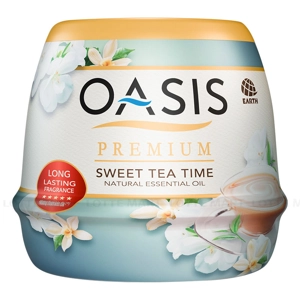 OASIS
EARTH
PREMIUM
SWEET TEA TIME
NATURAL ESSENTIAL OIL
LONG
LASTING
FRAGRANCE